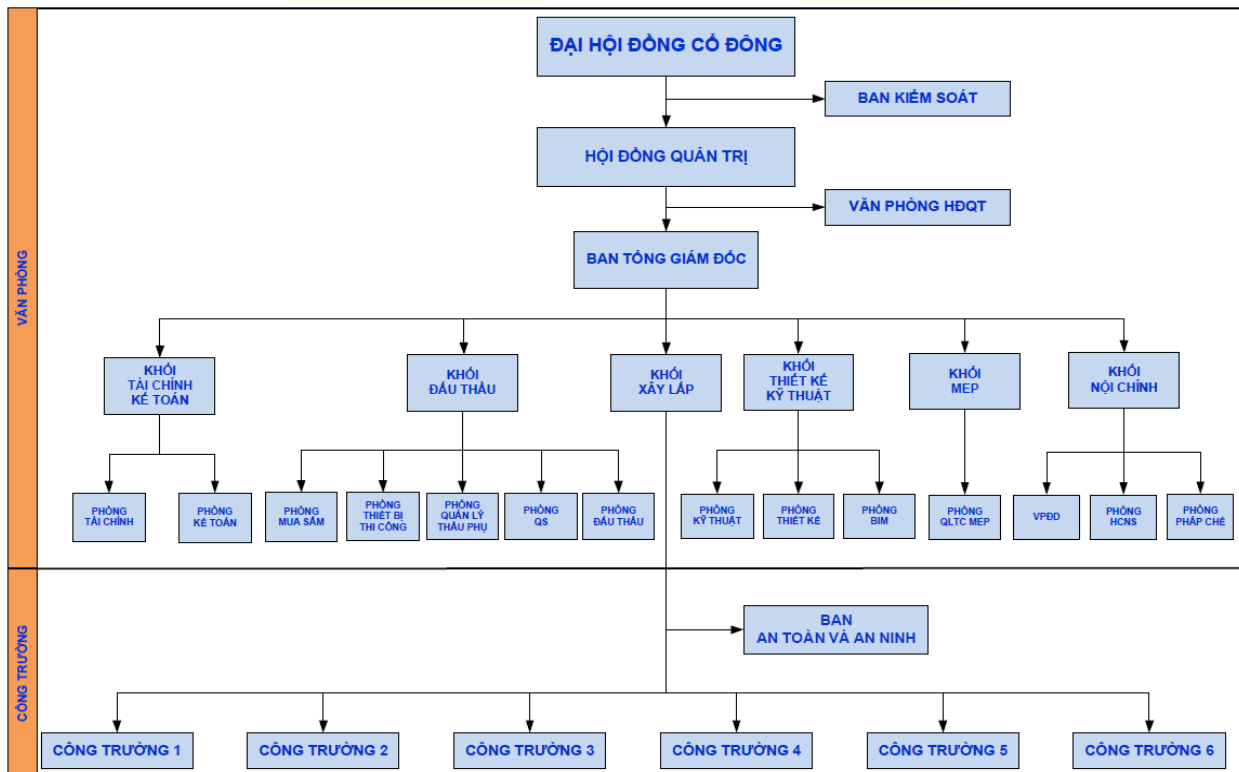 ĐẠI HỘI ĐỒNG CỔ ĐÔNG
BAN KIỂM SOÁT
HỘI ĐỒNG QUẢN TRỊ
VĂN PHÒNG HĐQT
BAN TỔNG GIÁM ĐỐC
VĂN PHÒNG
KHỐI
TÀI CHÍNH
KẾ TOÁN
KHỐI
ĐẤU THẦU
KHỐI
XÂY LẮP
KHỐI
THIẾT KẾ
KỸ THUẬT
KHỐI
MEP
KHỐI
NỘI CHÍNH
PHÒNG
TÀI CHÍNH
PHÒNG
KẾ TOÁN
PHÒNG
MUA SẮM
PHÒNG
THIẾT BỊ
THI CÔNG
PHÒNG
QUẢN LÝ
THẦU PHỤ
PHÒNG
QS
PHÒNG
ĐẤU THẦU
PHÒNG
KỸ THUẬT
PHÒNG
THIẾT KẾ
PHÒNG
BIM
PHÒNG
QLTC MEP
VPĐD
PHÒNG
HCNS
PHÒNG
PHÁP CHẾ
CÔNG TRƯỜNG
BAN
AN TOÀN VÀ AN NINH
CÔNG TRƯỜNG 1
CÔNG TRƯỜNG 2
CÔNG TRƯỜNG 3
CÔNG TRƯỜNG 4
CÔNG TRƯỜNG 5
CÔNG TRƯỜNG 6